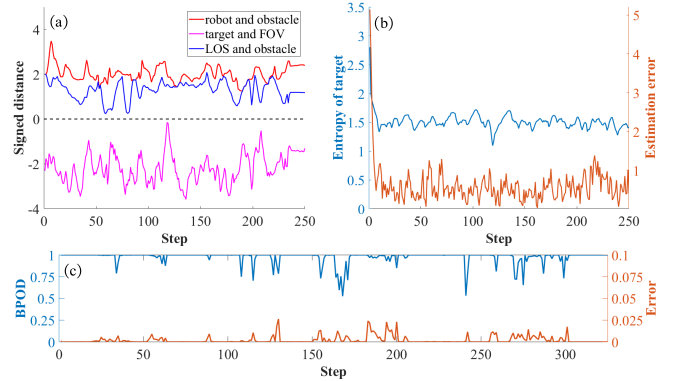 (a)
robot and obstacle
target and FOV
LOS and obstacle
Signed distance
4
2
0
-2
-4
0 50 100 150 200 250
Step
(b)
Entropy of target
3.5
3
2.5
2
1.5
1
0.5
0
Estimation error
5
4
3
2
1
0
0 50 100 150 200 250
Step
(c)
BPOD
1
0.75
0.5
0.25
0
Error
0.1
0.075
0.05
0.025
0
0 50 100 150 200 250 300
Step